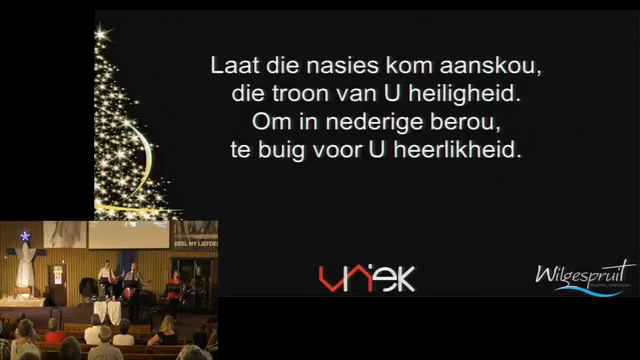 Laat die nasies kom aanskou,
die troon van U heiligheid.
Om in nederige berou,
te buig voor U heerlikheid.
DEEL MY LIEFDE
uniek
Wilgespruit